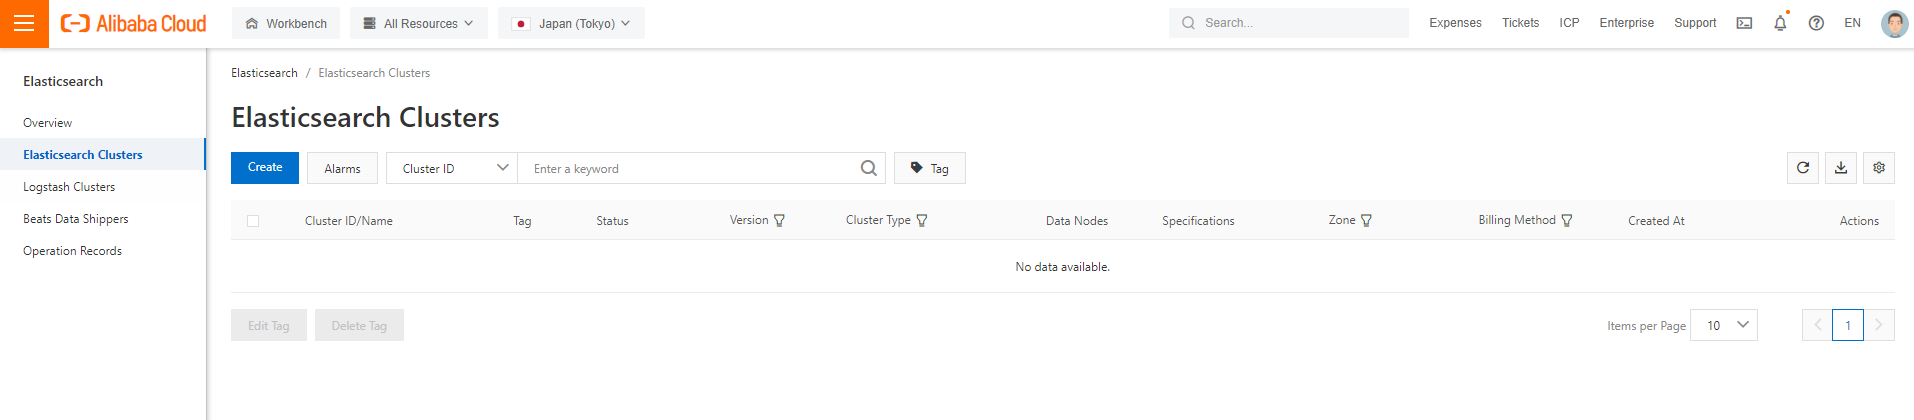 Alibaba Cloud Workbench All Resources Japan (Tokyo) Search... Expenses Tickets ICP Enterprise Support EN
Elasticsearch
Overview
Elasticsearch Clusters
Logstash Clusters
Beats Data Shippers
Operation Records
Elasticsearch / Elasticsearch Clusters
Elasticsearch Clusters
Create Alarms Cluster ID Enter a keyword Tag
Cluster ID/Name Tag Status Version Cluster Type Data Nodes Specifications Zone Billing Method Created At Actions
No data available.
Edit Tag Delete Tag Items per Page 10 1